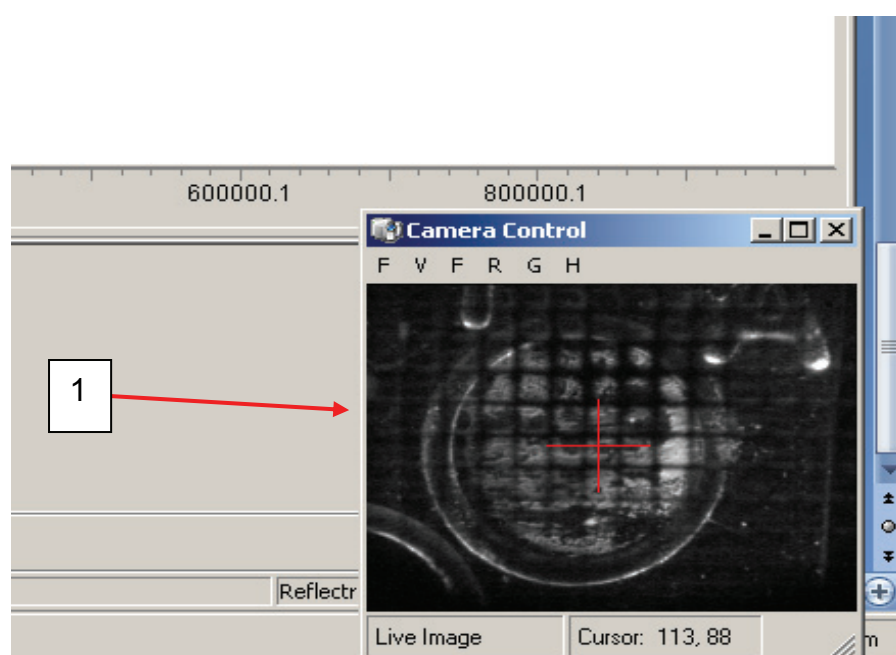 600000.1 800000.1
Camera Control
F V F R G H
1
Reflectr
Live Image Cursor: 113, 88
m